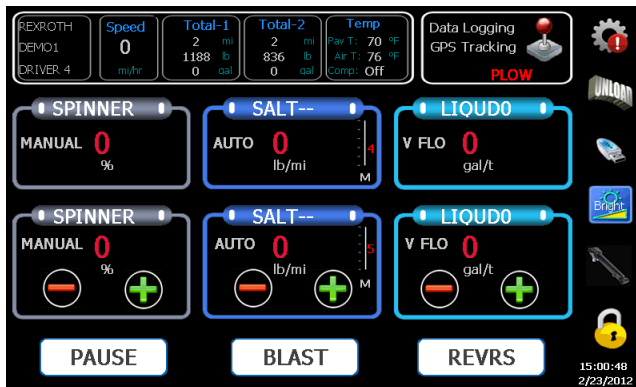 REXROTH
DEMO1
DRIVER 4
Speed
0
mi/hr
Total-1
2 mi
1188 lb
0 gal
Total-2
2 mi
836 lb
0 gal
Temp
Pav T: 70 °F
Air T: 76 °F
Comp: Off
Data Logging
GPS Tracking
PLOW
UNLOAD
SPINNER
MANUAL 0
%
SALT--
AUTO 0
lb/mi
4
M
LIQUD0
V FLO 0
gal/t
Bright
SPINNER
MANUAL 0
%
SALT--
AUTO 0
lb/mi
5
M
LIQUD0
V FLO 0
gal/t
PAUSE
BLAST
REVRS
15:00:48
2/23/2012